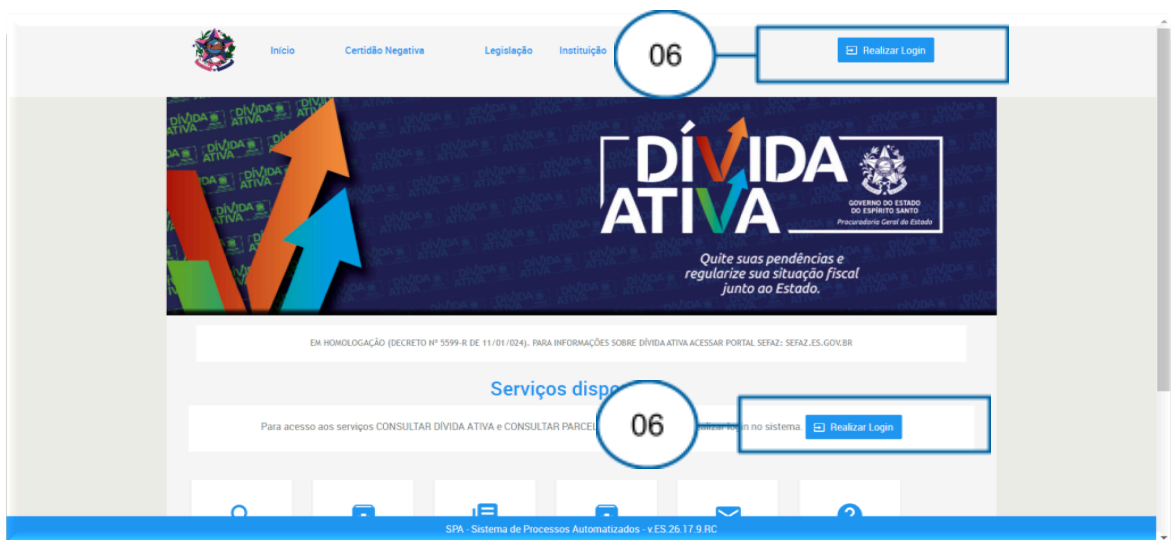 Início Certidão Negativa Legislação Instituição 06 Realizar Login
DÍVIDA
ATIVA
GOVERNO DO ESTADO
DO ESPÍRITO SANTO
Procuradoria Geral do Estado
Quite suas pendências e
regularize sua situação fiscal
junto ao Estado.
EM HOMOLOGAÇÃO (DECRETO Nº 5599-R DE 11/01/024). PARA INFORMAÇÕES SOBRE DÍVIDA ATIVA ACESSAR PORTAL SEFAZ: SEFAZ.ES.GOV.BR
Serviços
Para acesso aos serviços CONSULTAR DÍVIDA ATIVA e CONSULTAR 06 login no sistema. Realizar Login
SPA - Sistema de Processos Automatizados - v.ES.26.17.9.RC